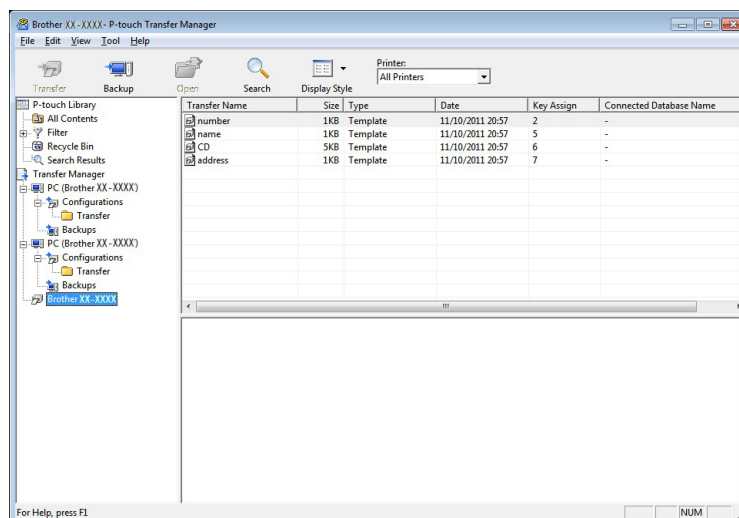 Brother XX-XXXX- P-touch Transfer Manager
File Edit View Tool Help
Transfer Backup Open Search Display Style
Printer:
All Printers
P-touch Library
All Contents
Filter
Recycle Bin
Search Results
Transfer Manager
PC (Brother XX-XXXX)
Configurations
Transfer
Backups
PC (Brother XX-XXXX)
Configurations
Transfer
Backups
Brother XX-XXXX
Transfer Name Size Type Date Key Assign Connected Database Name
number 1KB Template 11/10/2011 20:57 2 -
name 1KB Template 11/10/2011 20:57 5 -
CD 5KB Template 11/10/2011 20:57 6 -
address 1KB Template 11/10/2011 20:57 7 -
For Help, press F1 NUM